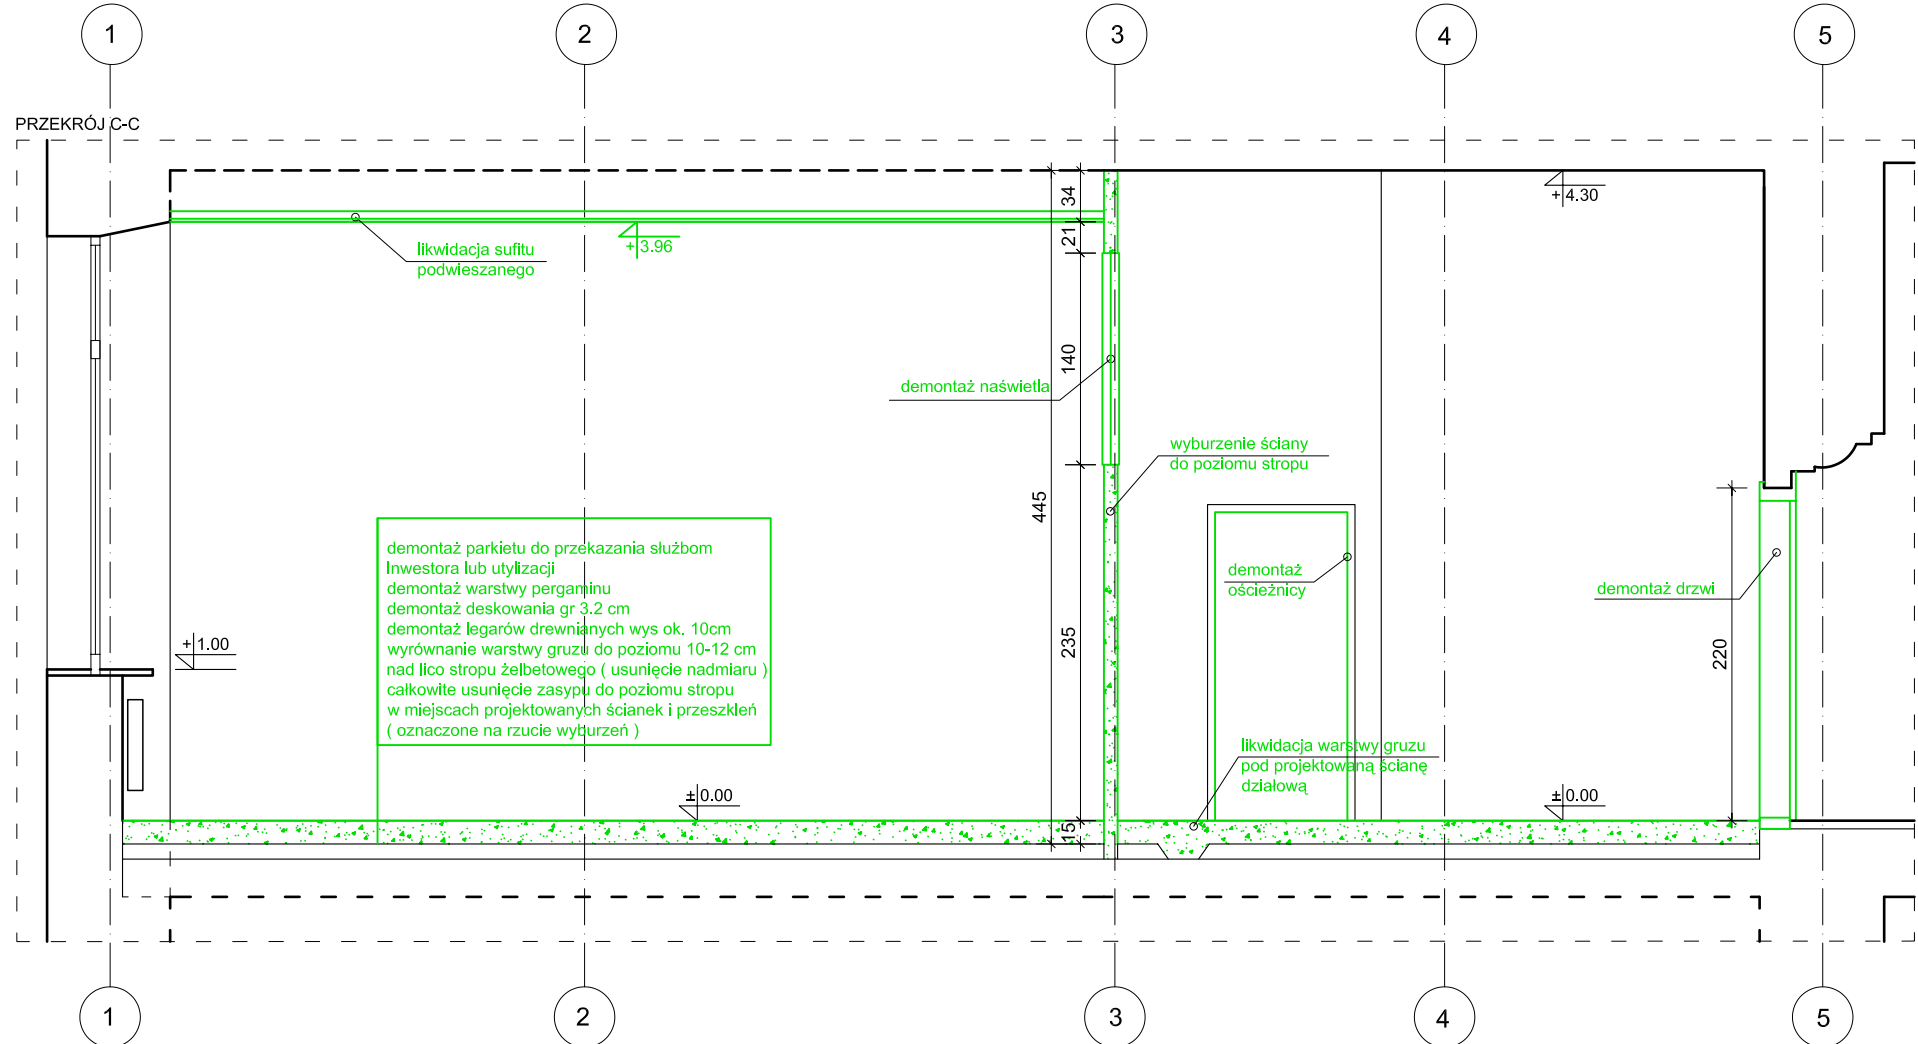 1
2
3
4
5
PRZEKRÓJ C-C
34
+4.30
21
+3.96
likwidacja sufitu
podwieszanego
140
demontaż naświetla
wyburzenie ściany
do poziomu stropu
445
demontaż parkietu do przekazania służbom
Inwestora lub utylizacji
demontaż warstwy pergaminu
demontaż deskowania gr 3.2 cm
demontaż legarów drewnianych wys ok. 10cm
wyrównanie warstwy gruzu do poziomu 10-12 cm
nad lico stropu żelbetowego ( usunięcie nadmiaru )
całkowite usunięcie zasypu do poziomu stropu
w miejscach projektowanych ścianek i przeszkleń
( oznaczone na rzucie wyburzeń )
demontaż
ościeżnicy
demontaż drzwi
+1.00
235
220
likwidacja warstwy gruzu
pod projektowaną ścianę
działową
±0.00
±0.00
15
1
2
3
4
5